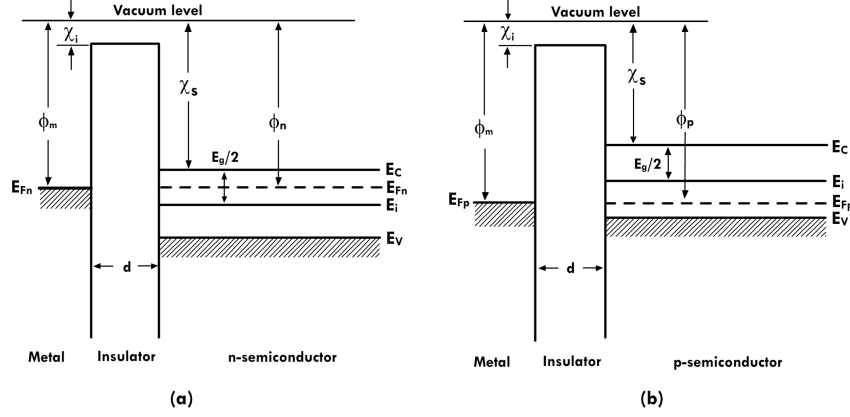 Vacuum level
χi
χs
ϕm
ϕn
Eg/2
EC
EFn
EFn
Ei
EV
d
Metal
Insulator
n-semiconductor
(a)
Vacuum level
χi
χs
ϕm
ϕp
Eg/2
EC
Ei
EFp
EFp
EV
d
Metal
Insulator
p-semiconductor
(b)